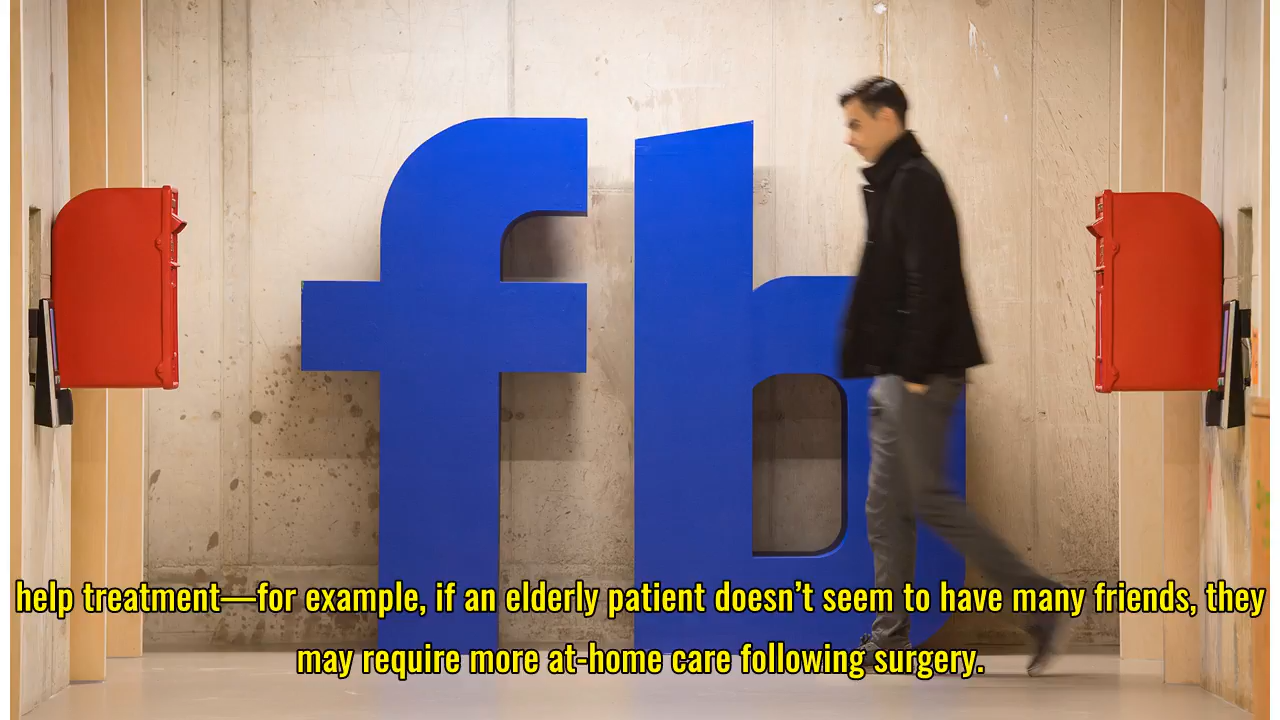 fb
help treatment—for example, if an elderly patient doesn’t seem to have many friends, they
may require more at-home care following surgery.